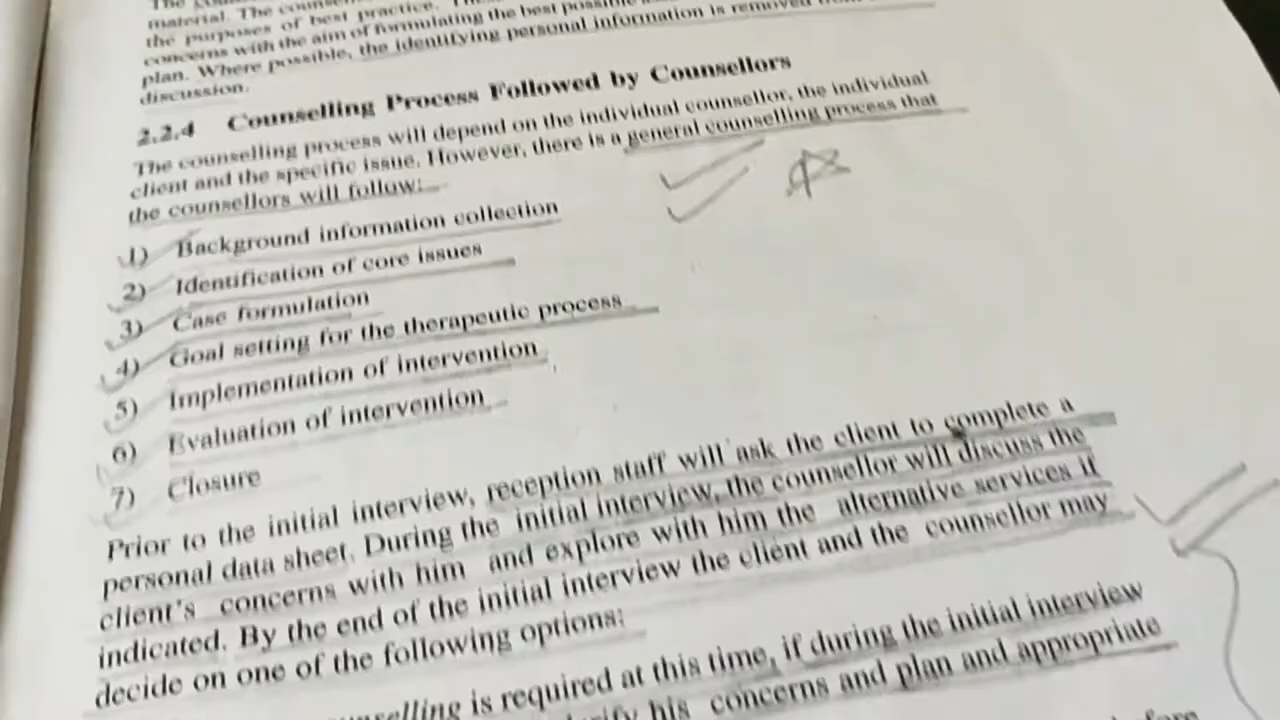 material. The
the purposes of best practice.
concerns with the aim of formulating the best possible
plan. Where possible, the identifying personal information is removed
discussion.
2.2.4 Counselling Process Followed by Counsellors
The counselling process will depend on the individual counsellor, the individual
client and the specific issue. However, there is a general counselling process that
the counsellors will follow:
1) Background information collection
2) Identification of core issues
3) Case formulation
4) Goal setting for the therapeutic process
5) Implementation of intervention
6) Evaluation of intervention
7) Closure
Prior to the initial interview, reception staff will ask the client to complete a
personal data sheet. During the initial interview, the counsellor will discuss the
client's concerns with him and explore with him the alternative services if
indicated. By the end of the initial interview the client and the counsellor may
decide on one of the following options:
is required at this time, if during the initial interview
his concerns and plan and appropriate